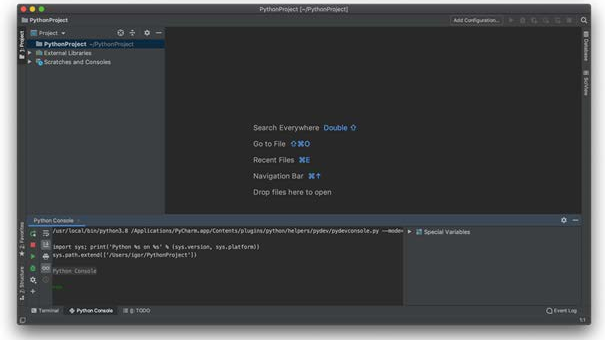 PythonProject [~/PythonProject]
PythonProject
Add Configuration...
1: Project
Project
PythonProject ~/PythonProject
External Libraries
Scratches and Consoles
Database
SciView
Search Everywhere Double ⇧
Go to File ⇧⌘O
Recent Files ⌘E
Navigation Bar ⌘↑
Drop files here to open
2: Favorites
Z: Structure
Python Console ×
/usr/local/bin/python3.8 /Applications/PyCharm.app/Contents/plugins/python/helpers/pydev/pydevconsole.py --mode=
import sys; print('Python %s on %s' % (sys.version, sys.platform))
sys.path.extend(['/Users/igor/PythonProject'])
Python Console
>>>
Special Variables
Terminal
Python Console
6: TODO
Event Log
1:1